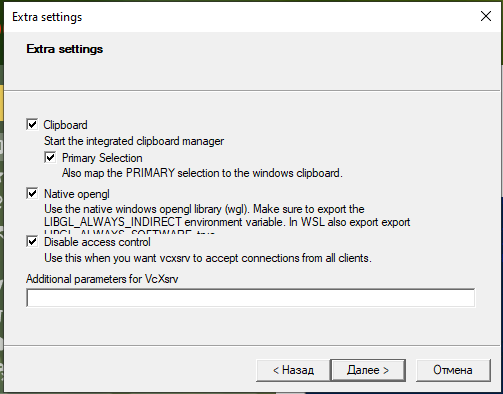 Extra settings
Extra settings
Clipboard
Start the integrated clipboard manager
Primary Selection
Also map the PRIMARY selection to the windows clipboard.
Native opengl
Use the native windows opengl library (wgl). Make sure to export the
LIBGL_ALWAYS_INDIRECT environment variable. In WSL also export export
Disable access control
Use this when you want vcxsrv to accept connections from all clients.
Additional parameters for VcXsrv
< Назад
Далее >
Отмена